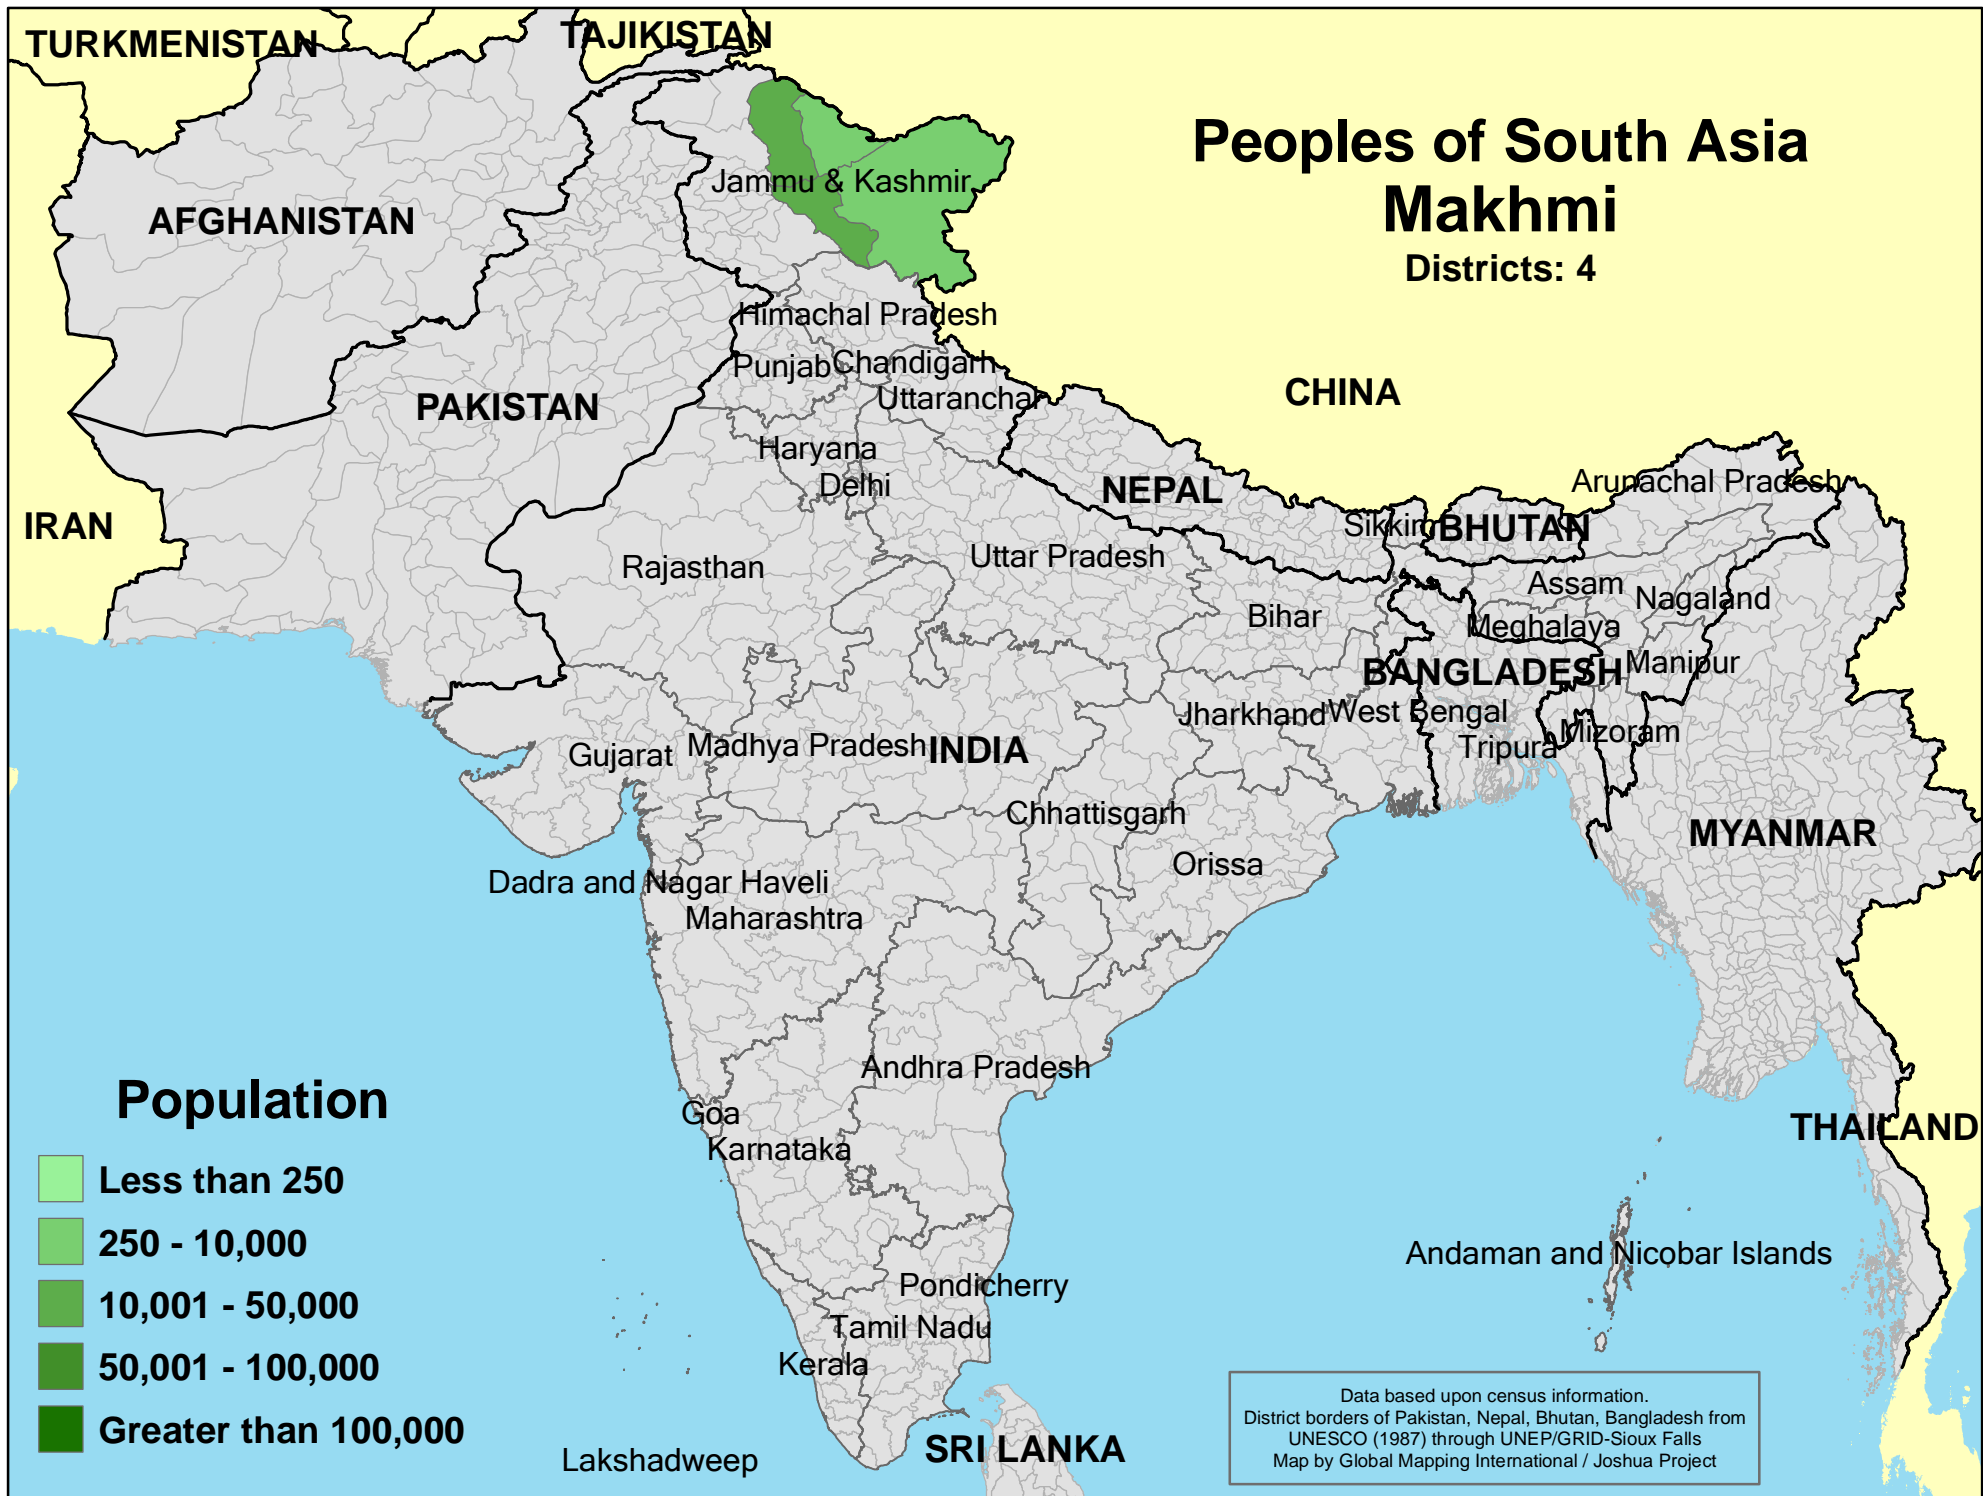 TURKMENISTAN
TAJIKISTAN
Peoples of South Asia
Makhmi
Districts: 4
Jammu & Kashmir
AFGHANISTAN
Himachal Pradesh
Punjab
Chandigarh
Uttaranchal
CHINA
PAKISTAN
Haryana
Delhi
NEPAL
Arunachal Pradesh
IRAN
Sikkim
BHUTAN
Rajasthan
Uttar Pradesh
Assam
Nagaland
Bihar
Meghalaya
BANGLADESH
Manipur
Jharkhand
West Bengal
Mizoram
Tripura
Gujarat
Madhya Pradesh
INDIA
Chhattisgarh
MYANMAR
Orissa
Dadra and Nagar Haveli
Maharashtra
Andhra Pradesh
Goa
Karnataka
THAILAND
Andaman and Nicobar Islands
Pondicherry
Tamil Nadu
Kerala
Lakshadweep
SRI LANKA
Population
Less than 250
250 - 10,000
10,001 - 50,000
50,001 - 100,000
Greater than 100,000
Data based upon census information.
District borders of Pakistan, Nepal, Bhutan, Bangladesh from
UNESCO (1987) through UNEP/GRID-Sioux Falls
Map by Global Mapping International / Joshua Project